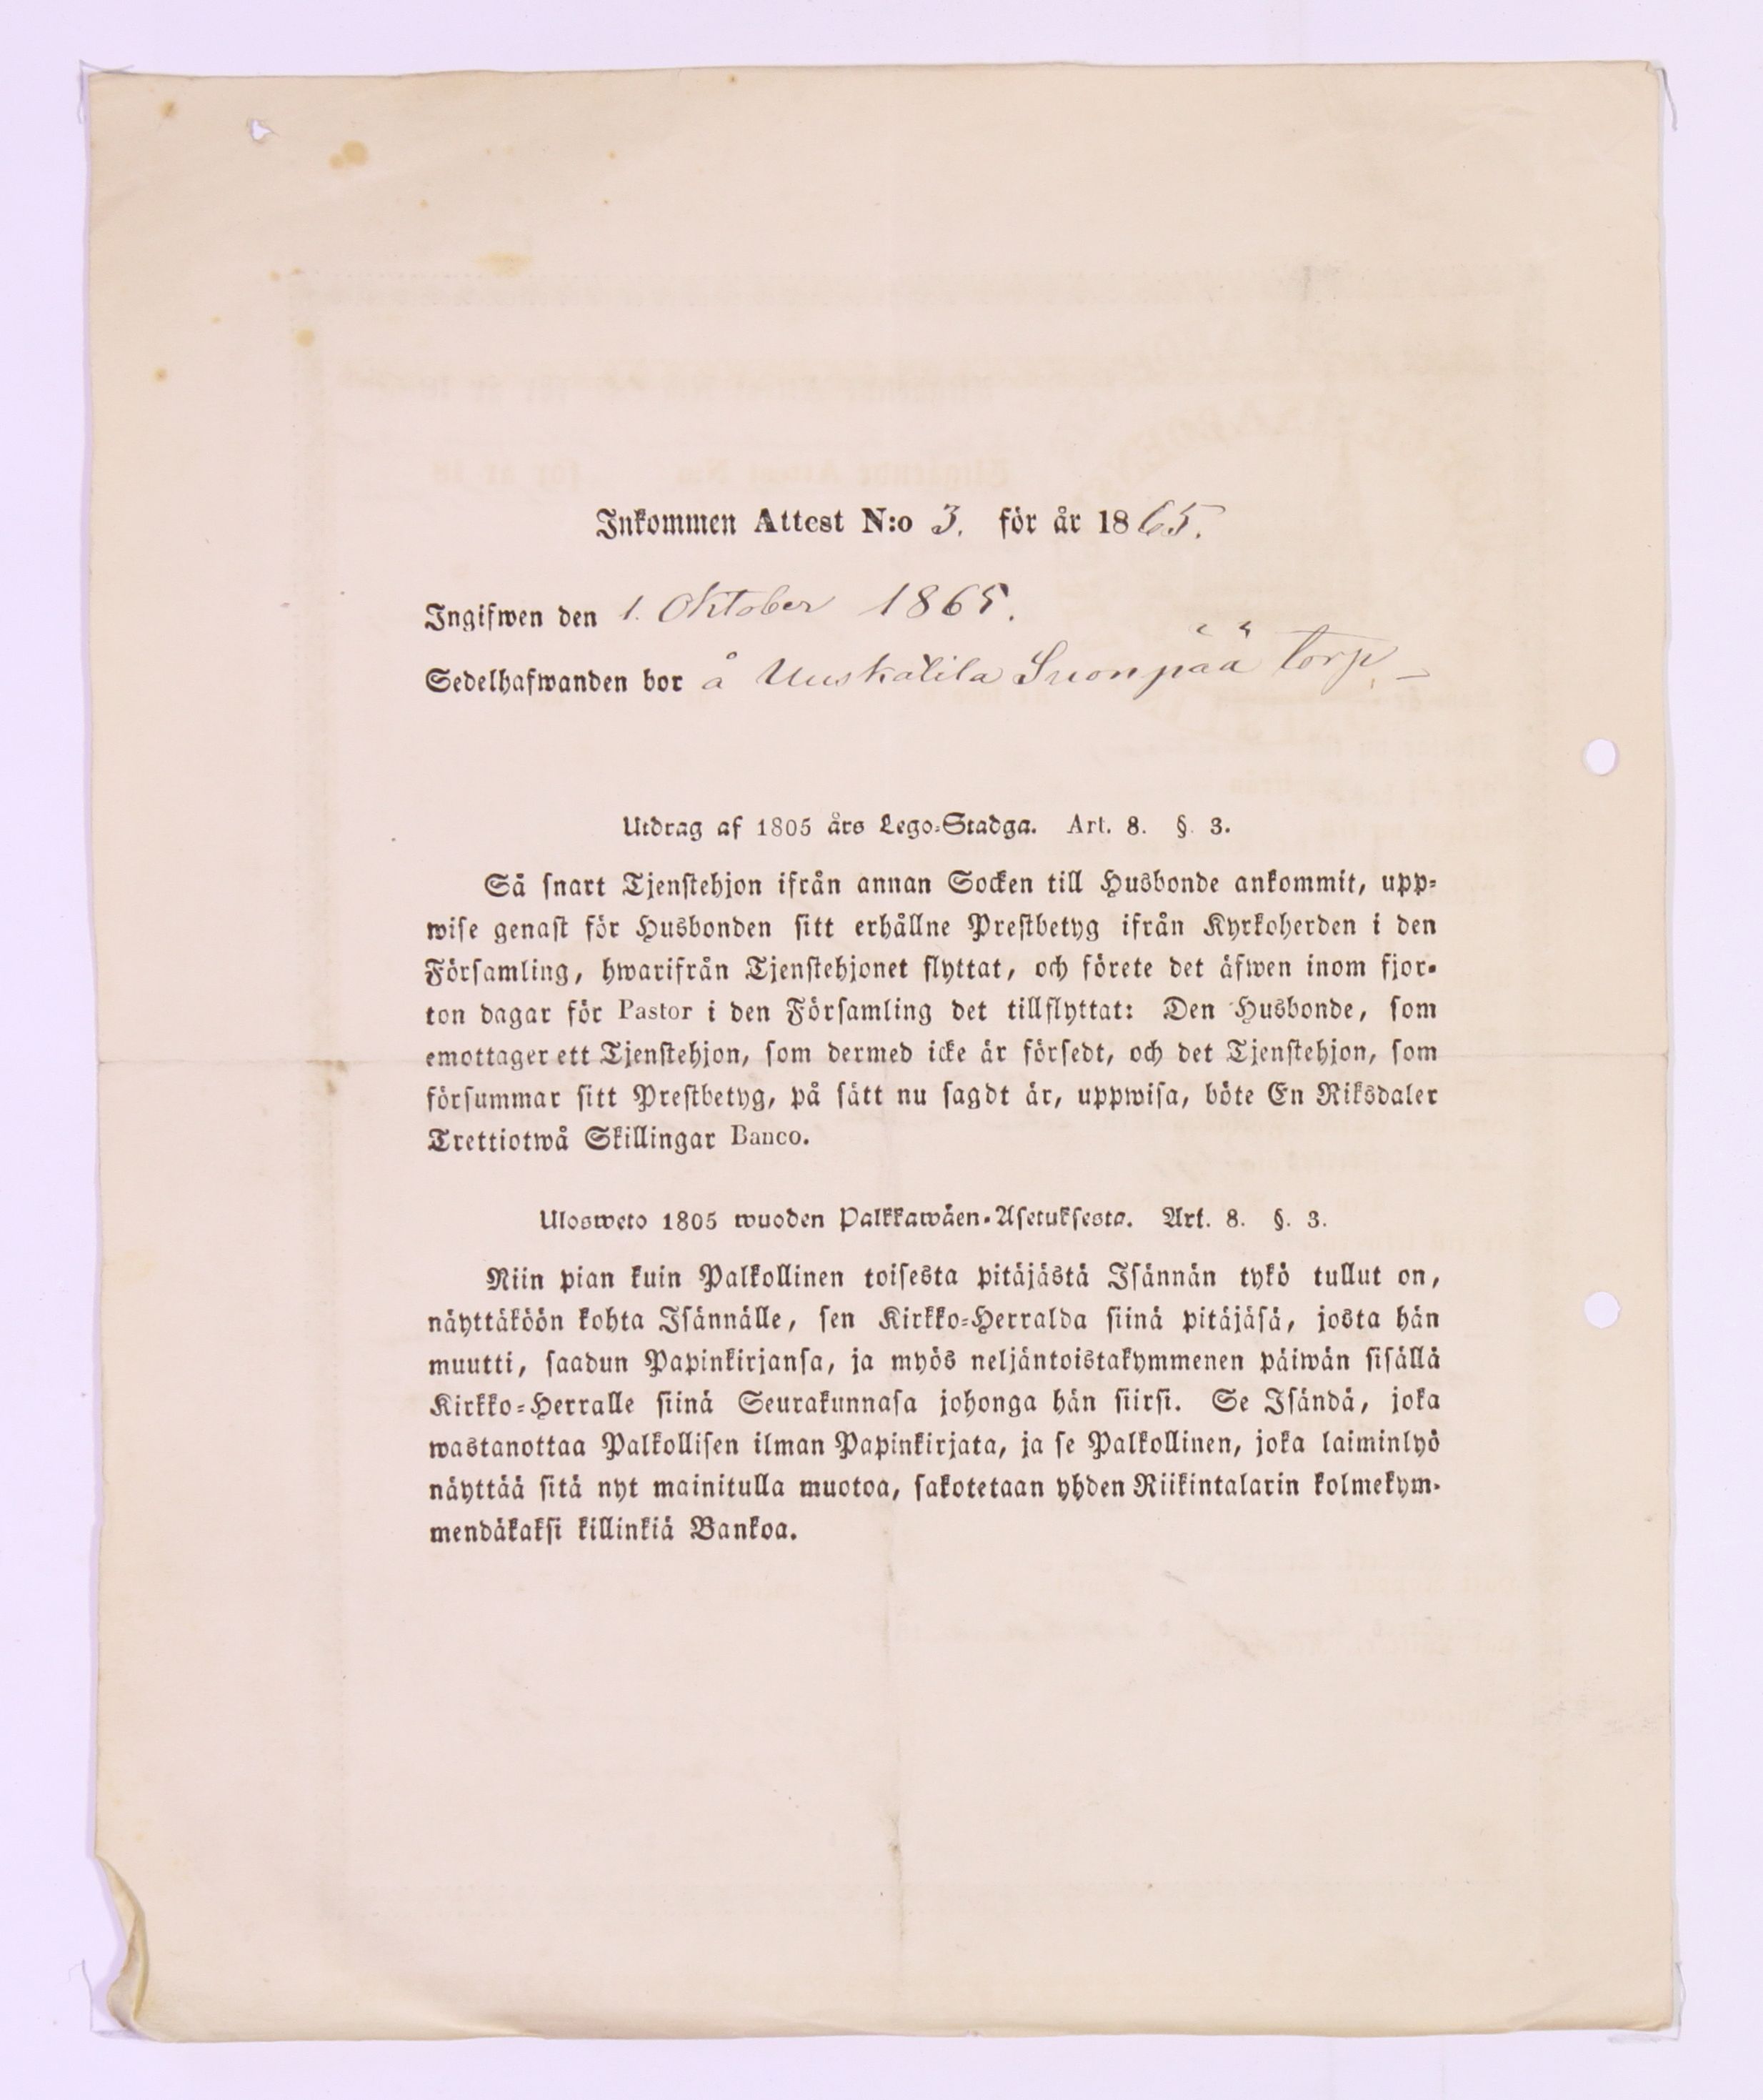 Inkommen Attest N:o 3. för år 1865.
Ingifwen den 1. Oktober 1865.
Sedelhafwanden bor å Uuskälilä Suonpää torp. –
Utdrag af 1805 års Lego-Stadga. Art. 8. §. 3.
Så snart Tjenstehjon ifrån annan Socken till Husbonde ankommit, upp-
wise genast för Husbonden sitt erhållne Prestbetyg ifrån Kyrkoherden i den
Församling, hwarifrån Tjenstehjonet flyttat, och förete det äfwen inom fjor-
ton dagar för Pastor i den Församling det tillflyttat: Den Husbonde, som
emottager ett Tjenstehjon, som dermed icke är försedt, och det Tjenstehjon, som
försummar sitt Prestbetyg, på sätt nu sagdt är, uppwisa, böte En Riksdaler
Trettiotwå Skillingar Banco.
Ulosweto 1805 wuoden Palkkawäen-Asetuksesta. Art. 8. §. 3.
Niin pian kuin Palkollinen toisesta pitäjästä Isännän tykö tullut on,
näyttäköön kohta Isännälle, sen Kirkko-Herralda siinä pitäjäsä, josta hän
muutti, saadun Papinkirjansa, ja myös neljäntoistakymmenen päiwän sisällä
Kirkko-Herralle siinä Seurakunnasa johonga hän siirsi. Se Isändä, joka
wastanottaa Palkollisen ilman Papinkirjata, ja se Palkollinen, joka laiminlyö
näyttää sitä nyt mainitulla muotoa, sakotetaan yhden Riikintalarin kolmekym-
mendäkaksi killinkiä Bankoa.